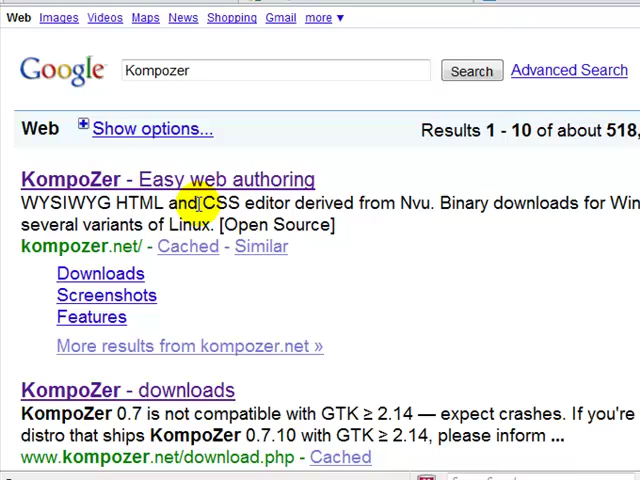 Web Images Videos Maps News Shopping Gmail more ▼
Google Kompozer Search Advanced Search
Web Show options... Results 1 - 10 of about 518,
KompoZer - Easy web authoring
WYSIWYG HTML and CSS editor derived from Nvu. Binary downloads for Win
several variants of Linux. [Open Source]
kompozer.net/ - Cached - Similar
Downloads
Screenshots
Features
More results from kompozer.net »
KompoZer - downloads
KompoZer 0.7 is not compatible with GTK ≥ 2.14 — expect crashes. If you're
distro that ships KompoZer 0.7.10 with GTK ≥ 2.14, please inform ...
www.kompozer.net/download.php - Cached